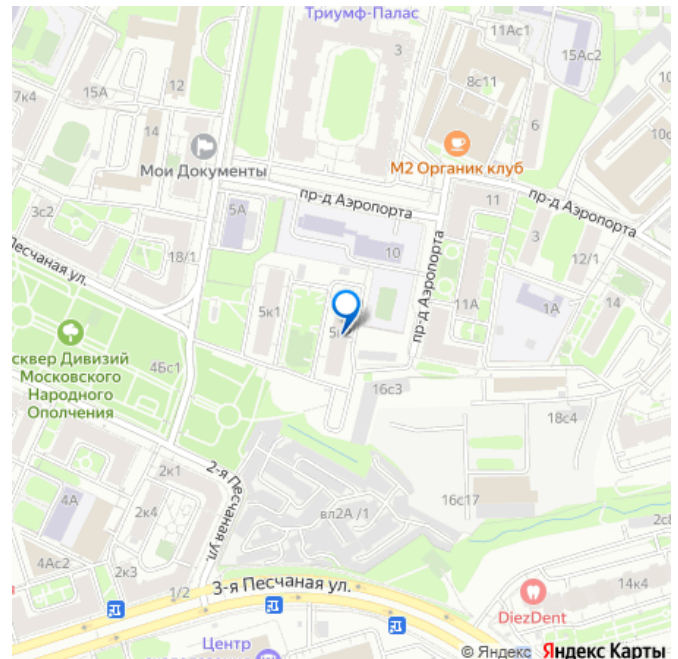 Триумф-Палас
11Ас1
15Ас2
3
12
15А
8с11
7к4
10с
14
6
Мои Документы
М2 Органик клуб
пр-д Аэропорта
пр-д Аэропорта
11
5А
3с2
10
3
18/1
12/1
Песчаная ул.
пр-д Аэропорта
5к1
11А
1А
14
сквер Дивизий
Московского
Народного
Ополчения
4Бс1
16с3
18с4
2к1
2-я Песчаная ул.
4А
16с17
2к4
вл2А /1
4Ас2
2к3
1/2
3-я Песчаная ул.
14к4
DiezDent
Центр
© Яндекс Яндекс Карты